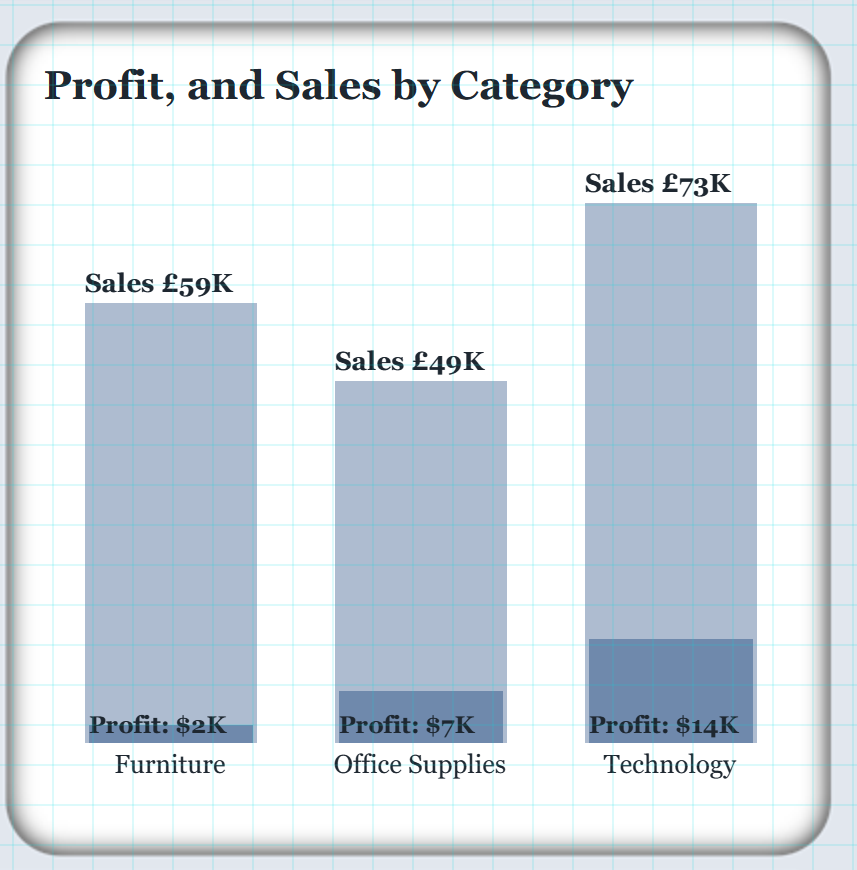 Profit, and Sales by Category
Sales £73K
Sales £59K
Sales £49K
Profit: $2K
Profit: $7K
Profit: $14K
Furniture
Office Supplies
Technology